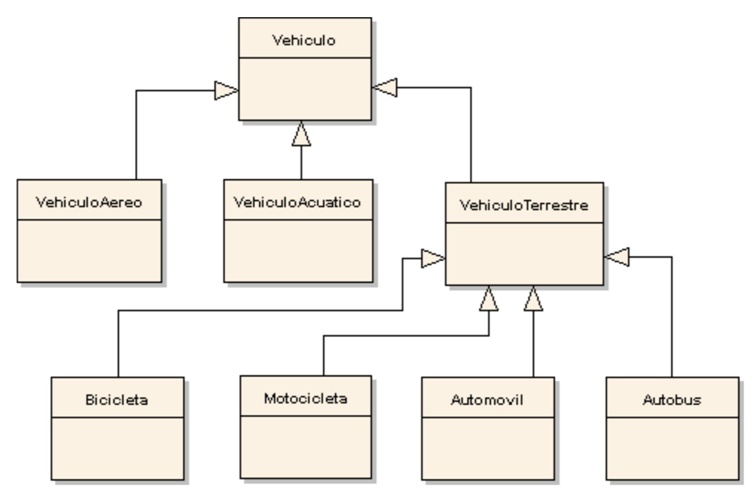 Vehiculo
VehiculoAereo
VehiculoAcuatico
VehiculoTerrestre
Bicicleta
Motocicleta
Automovil
Autobus